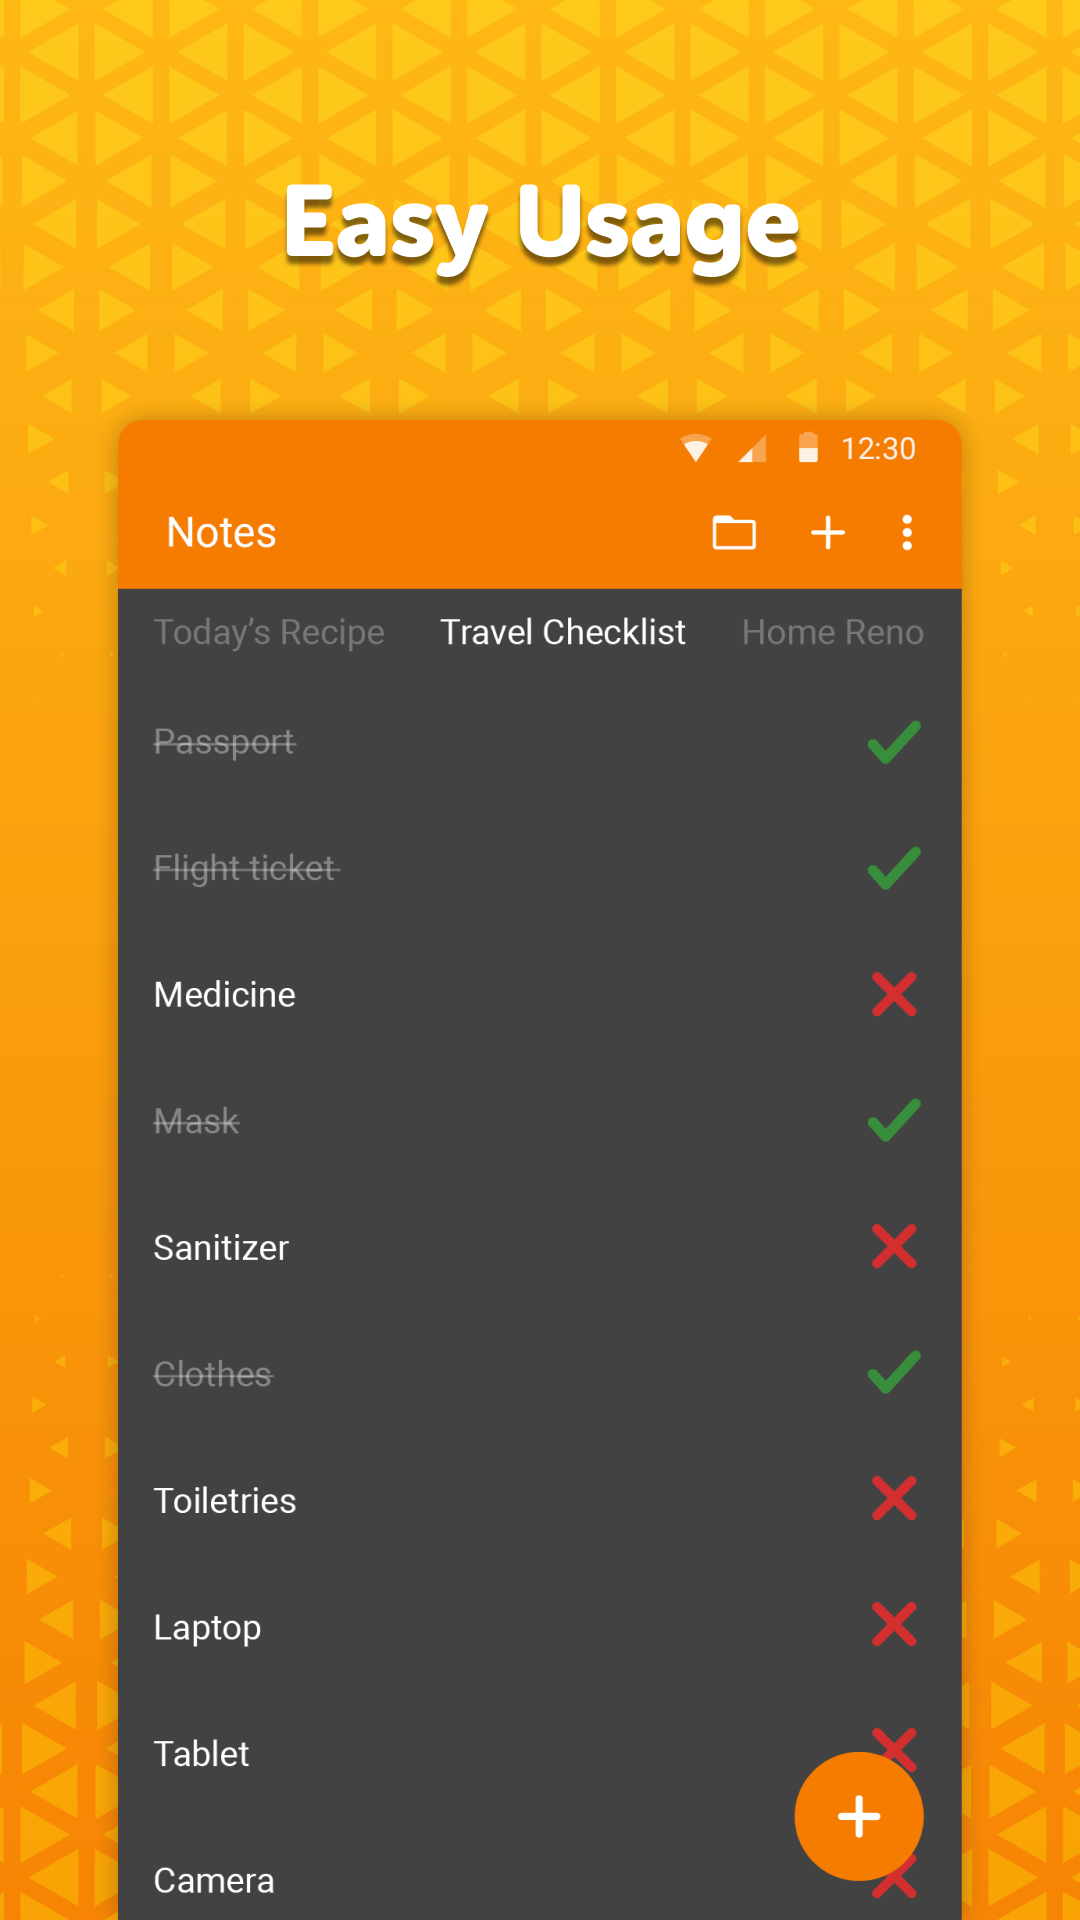 Easy Usage
12:30
Notes
Today’s Recipe Travel Checklist Home Reno
Passport
Flight ticket
Medicine
Mask
Sanitizer
Clothes
Toiletries
Laptop
Tablet
Camera